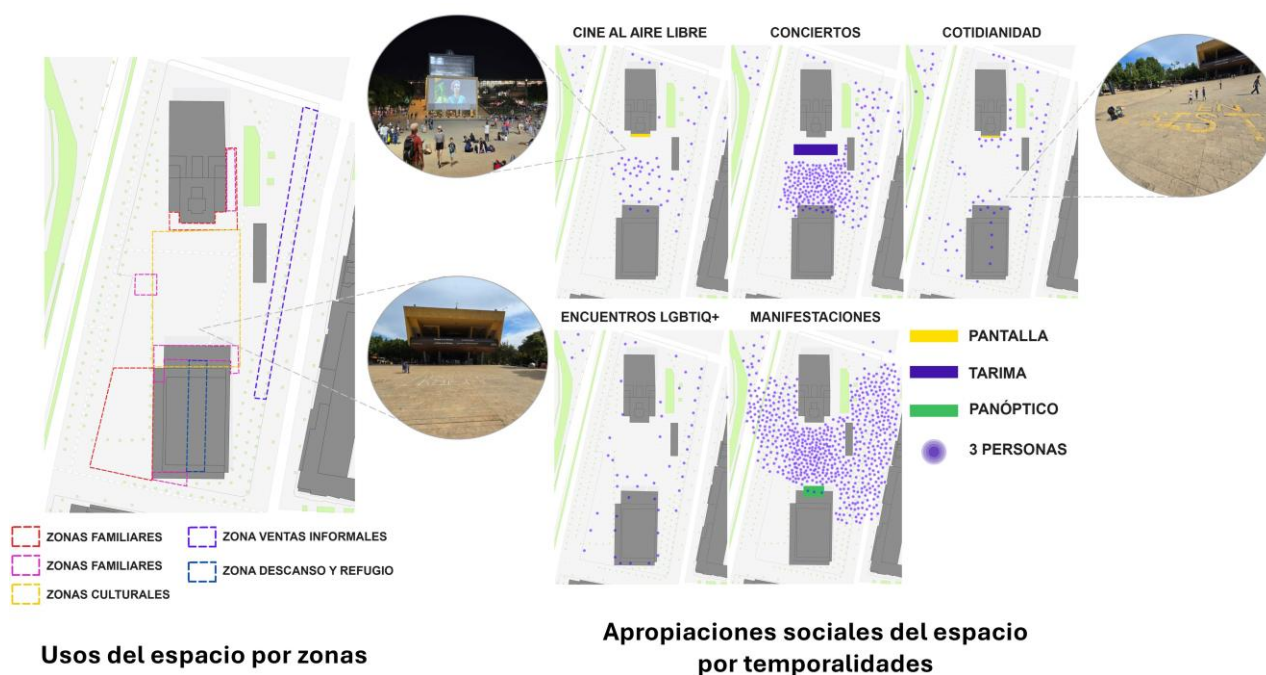 CINE AL AIRE LIBRE
CONCIERTOS
COTIDIANIDAD
ENCUENTROS LGBTIQ+
MANIFESTACIONES
PANTALLA
TARIMA
PANÓPTICO
3 PERSONAS
ZONAS FAMILIARES
ZONA VENTAS INFORMALES
ZONAS FAMILIARES
ZONA DESCANSO Y REFUGIO
ZONAS CULTURALES
Usos del espacio por zonas
Apropiaciones sociales del espacio
por temporalidades